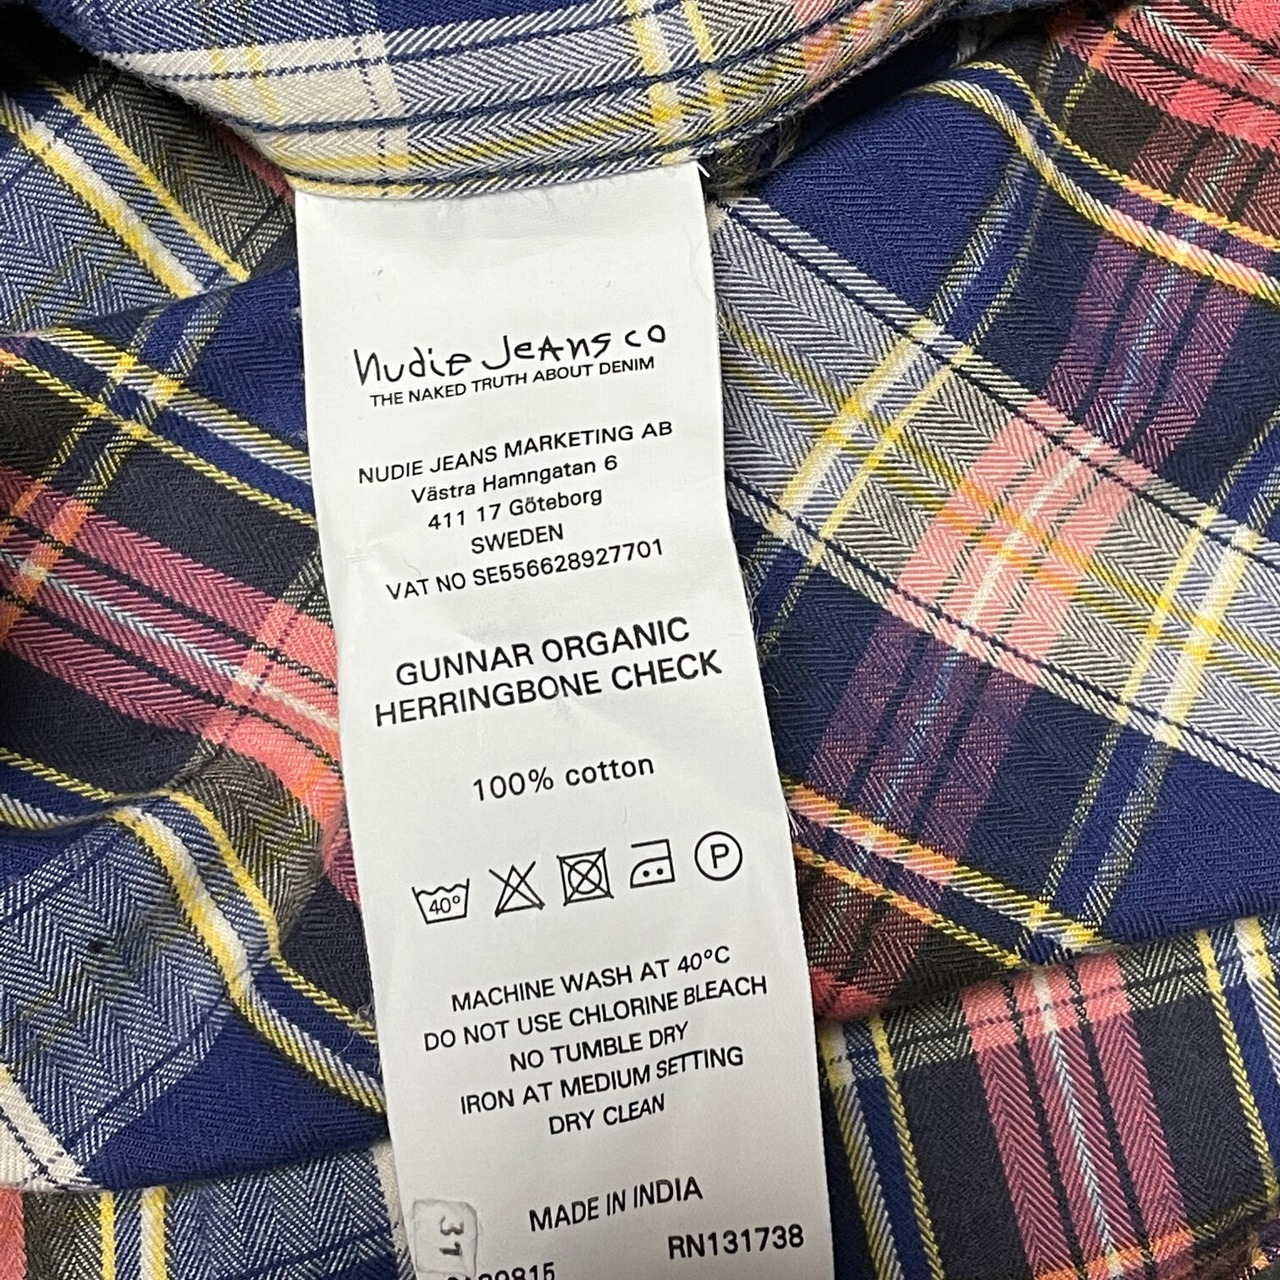 Nudie Jeans co
THE NAKED TRUTH ABOUT DENIM
NUDIE JEANS MARKETING AB
Västra Hamngatan 6
411 17 Göteborg
SWEDEN
VAT NO SE556628927701
GUNNAR ORGANIC
HERRINGBONE CHECK
100% cotton
40° P
MACHINE WASH AT 40°C
DO NOT USE CHLORINE BLEACH
NO TUMBLE DRY
IRON AT MEDIUM SETTING
DRY CLEAN
MADE IN INDIA
RN131738
31